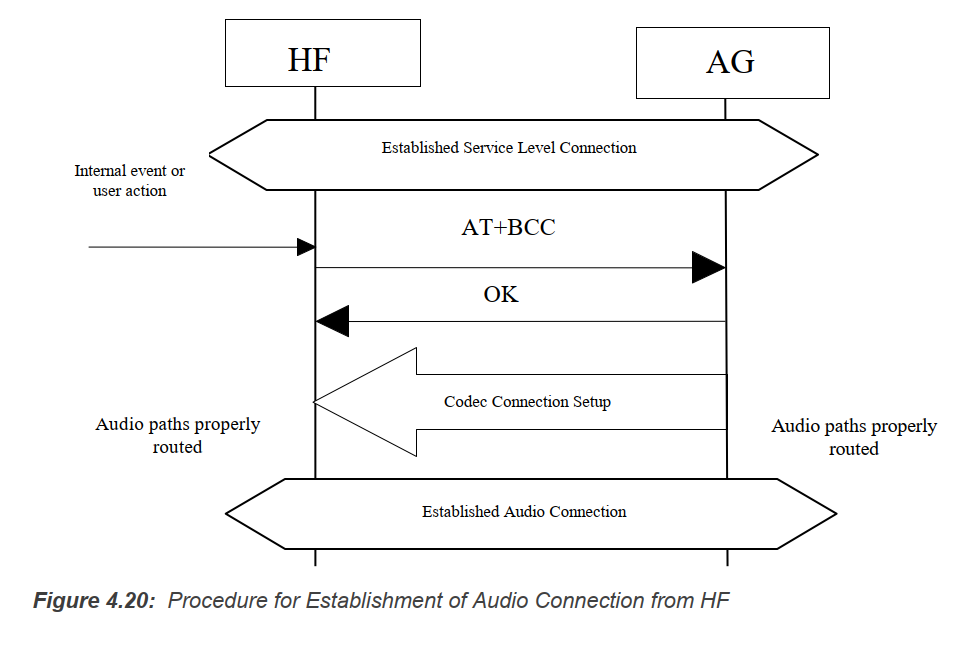 HF
AG
Established Service Level Connection
Internal event or
user action
AT+BCC
OK
Codec Connection Setup
Audio paths properly
routed
Audio paths properly
routed
Established Audio Connection
Figure 4.20: Procedure for Establishment of Audio Connection from HF